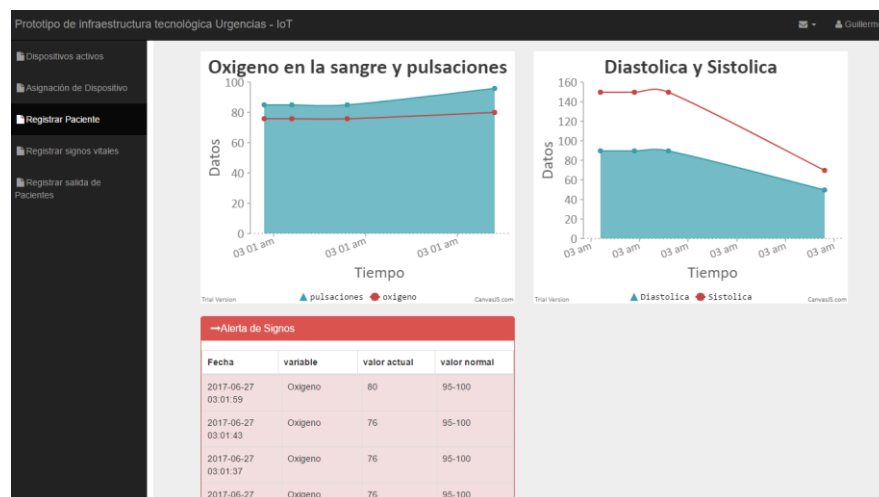 Prototipo de infraestructura tecnológica Urgencias - IoT
Guillermo
Dispositivos activos
Asignación de Dispositivo
Registrar Paciente
Registrar signos vitales
Registrar salida de
Pacientes
Oxigeno en la sangre y pulsaciones
100
80
60
40
20
0
Datos
03 01 am
03 01 am
03 01 am
Tiempo
Trial Version
pulsaciones
oxigeno
CanvasJS.com
Diastolica y Sistolica
160
140
120
100
80
60
40
20
0
Datos
03 am
03 am
03 am
03 am
03 am
03 am
Tiempo
Trial Version
Diastolica
Sistolica
CanvasJS.com
Alerta de Signos
Fecha variable valor actual valor normal
2017-06-27
03:01:59
Oxigeno 80 95-100
2017-06-27
03:01:43
Oxigeno 76 95-100
2017-06-27
03:01:37
Oxigeno 76 95-100
2017-06-27
Oxigeno 76 95-100